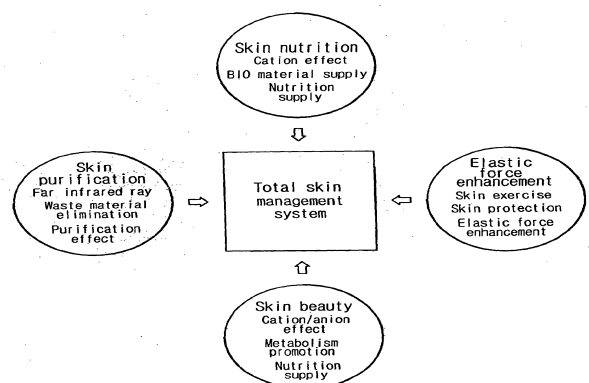 Skin nutrition
Cation effect
BIO material supply
Nutrition
supply
Skin
purification
Far infrared ray
Waste material
elimination
Purification
effect
Total skin
management
system
Elastic
force
enhancement
Skin exercise
Skin protection
Elastic force
enhancement
Skin beauty
Cation/anion
effect
Metabolism
promotion
Nutrition
supply